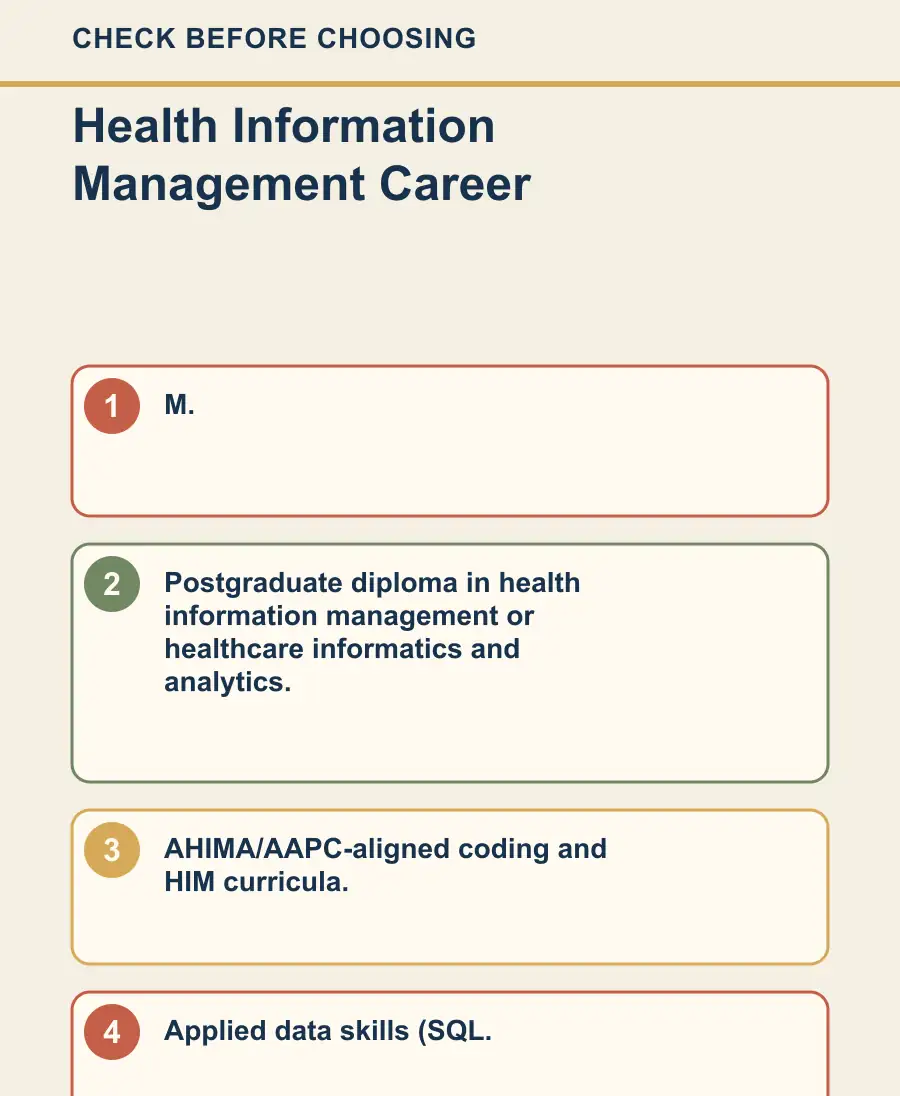 CHECK BEFORE CHOOSING
Health Information
Management Career
1
M.
2
Postgraduate diploma in health
information management or
healthcare informatics and
analytics.
3
AHIMA/AAPC-aligned coding and
HIM curricula.
4
Applied data skills (SQL.